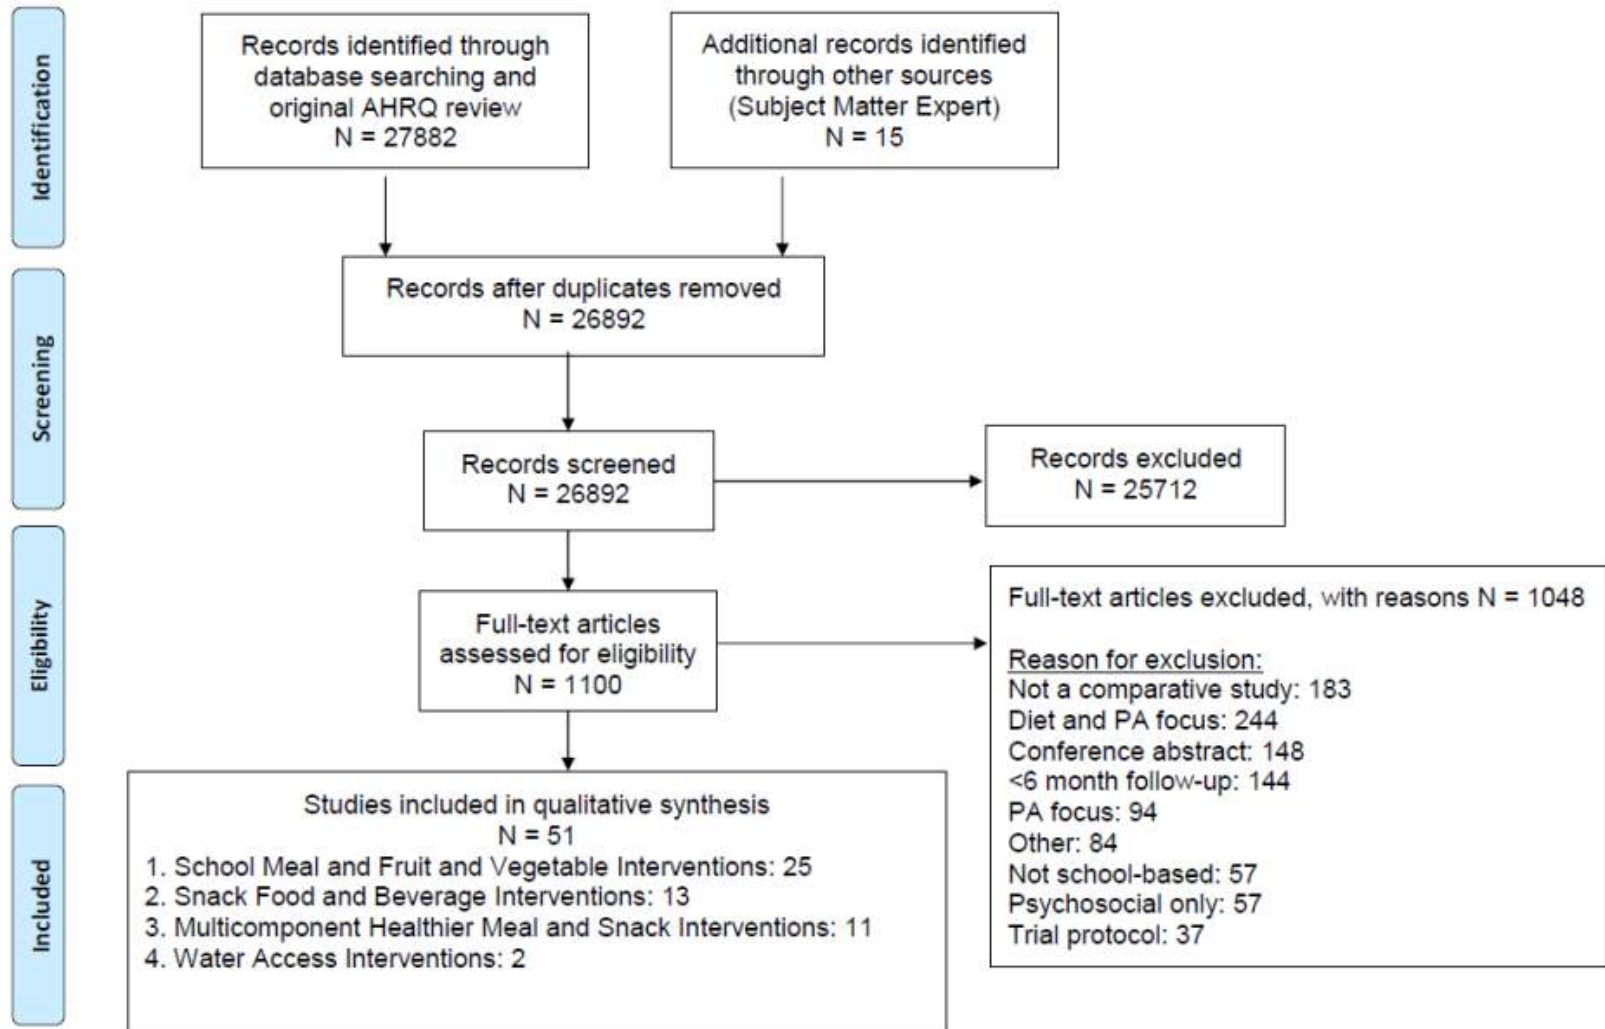 Identification
Records identified through
database searching and
original AHRQ review
N = 27882
Additional records identified
through other sources
(Subject Matter Expert)
N = 15
Screening
Records after duplicates removed
N = 26892
Records screened
N = 26892
Records excluded
N = 25712
Eligibility
Full-text articles
assessed for eligibility
N = 1100
Full-text articles excluded, with reasons N = 1048
Reason for exclusion:
Not a comparative study: 183
Diet and PA focus: 244
Conference abstract: 148
<6 month follow-up: 144
PA focus: 94
Other: 84
Not school-based: 57
Psychosocial only: 57
Trial protocol: 37
Included
Studies included in qualitative synthesis
N = 51
1. School Meal and Fruit and Vegetable Interventions: 25
2. Snack Food and Beverage Interventions: 13
3. Multicomponent Healthier Meal and Snack Interventions: 11
4. Water Access Interventions: 2